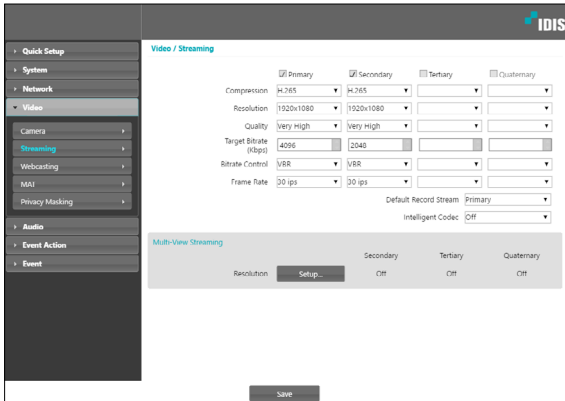 IDIS
Quick Setup
System
Network
Video
Camera
Streaming
Webcasting
MAT
Privacy Masking
Audio
Event Action
Event
Video / Streaming
Primary Secondary Tertiary Quaternary
Compression H.265 H.265
Resolution 1920x1080 1920x1080
Quality Very High Very High
Target Bitrate
(Kbps) 4096 2048
Bitrate Control VBR VBR
Frame Rate 30 ips 30 ips
Default Record Stream Primary
Intelligent Codec Off
Multi-View Streaming
Secondary Tertiary Quaternary
Resolution Setup... Off Off Off
Save